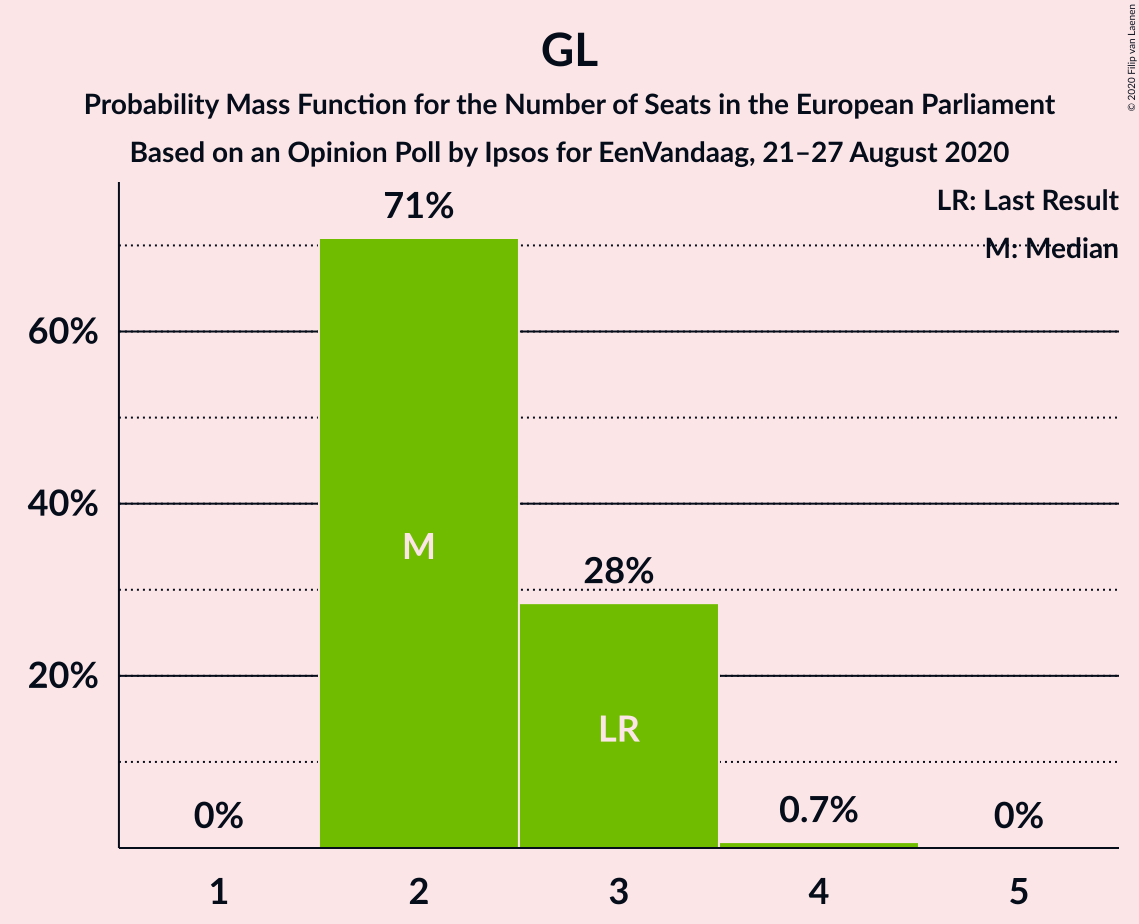 GL
Probability Mass Function for the Number of Seats in the European Parliament
Based on an Opinion Poll by Ipsos for EenVandaag, 21–27 August 2020
© 2020 Filip van Laenen
LR: Last Result
M: Median
71%
60%
40%
20%
M
28%
LR
0%
0.7%
0%
1
2
3
4
5